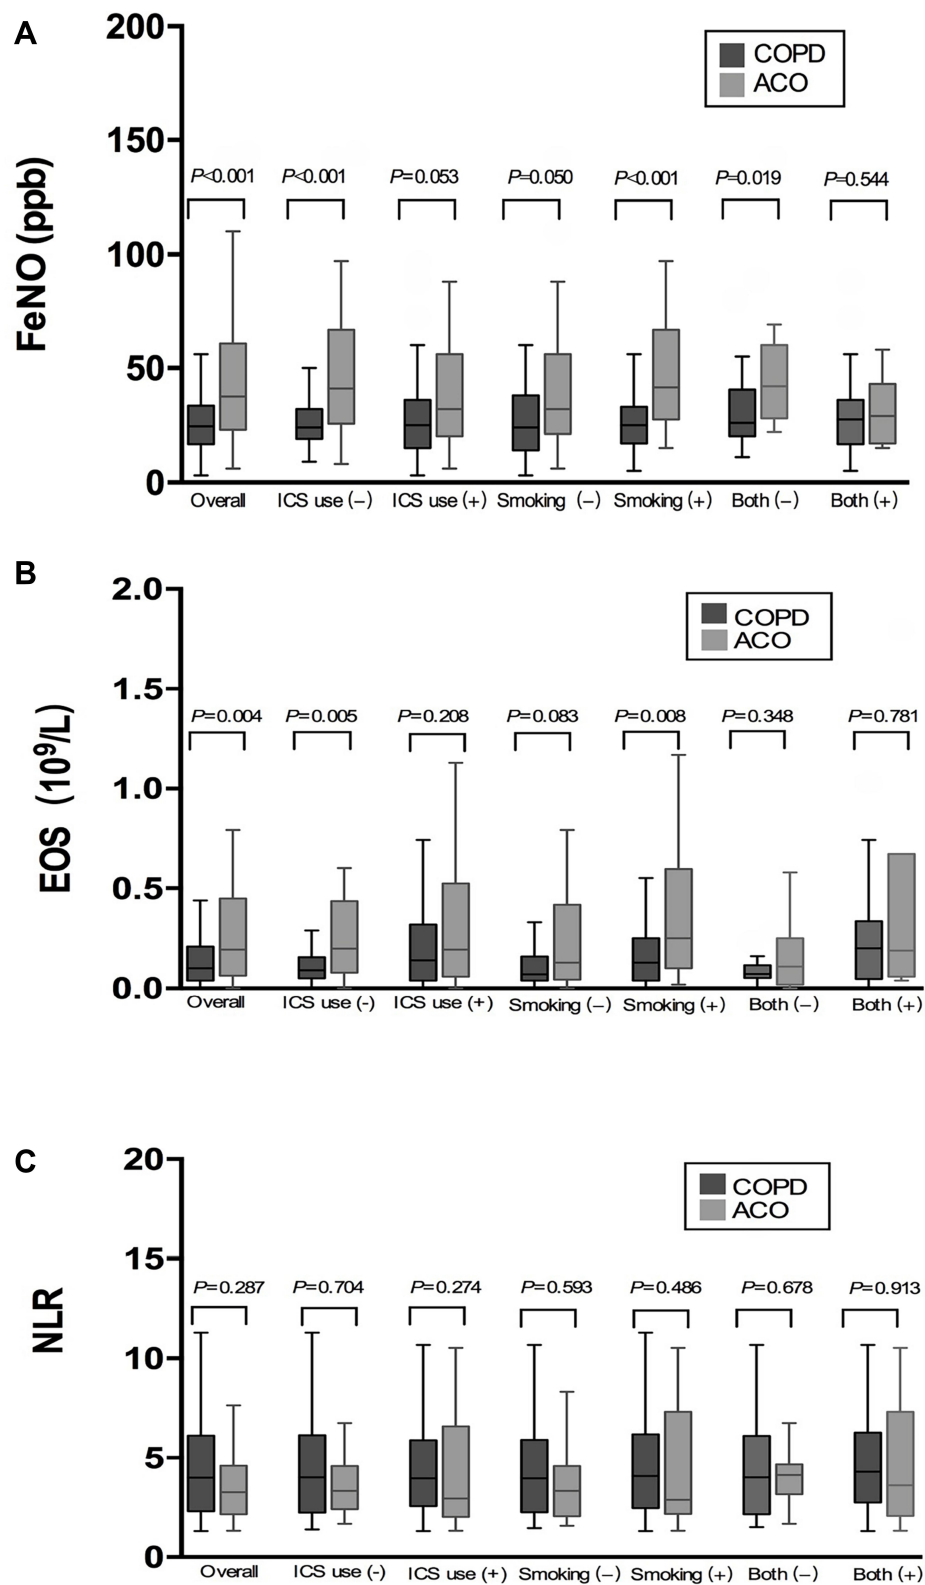 A
200
COPD
ACO
150
P<0.001 P<0.001 P=0.053 P=0.050 P<0.001 P=0.019 P=0.544
FeNO (ppb)
100
50
0
Overall ICS use (−) ICS use (+) Smoking (−) Smoking (+) Both (−) Both (+)
B
2.0
COPD
ACO
1.5
P=0.004 P=0.005 P=0.208 P=0.083 P=0.008 P=0.348 P=0.781
EOS (10⁹/L)
1.0
0.5
0.0
Overall ICS use (-) ICS use (+) Smoking (−) Smoking (+) Both (−) Both (+)
C
20
COPD
ACO
15
P=0.287 P=0.704 P=0.274 P=0.593 P=0.486 P=0.678 P=0.913
NLR
10
5
0
Overall ICS use (-) ICS use (+) Smoking (−) Smoking (+) Both (−) Both (+)